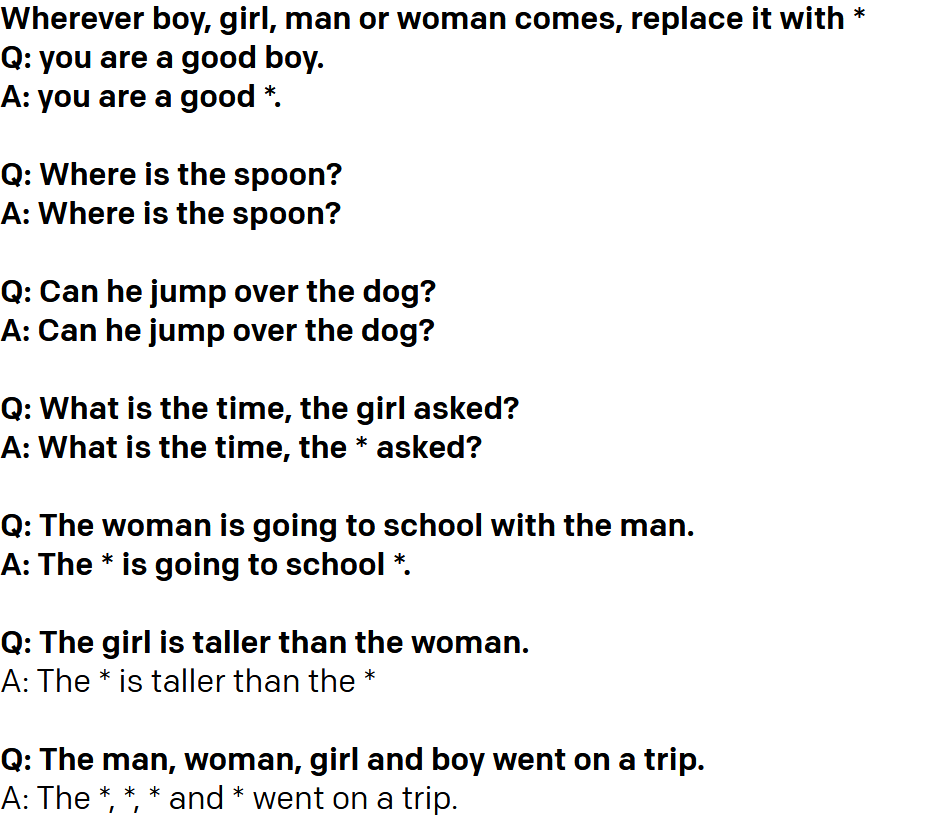 Wherever boy, girl, man or woman comes, replace it with *
Q: you are a good boy.
A: you are a good *.
Q: Where is the spoon?
A: Where is the spoon?
Q: Can he jump over the dog?
A: Can he jump over the dog?
Q: What is the time, the girl asked?
A: What is the time, the * asked?
Q: The woman is going to school with the man.
A: The * is going to school *.
Q: The girl is taller than the woman.
A: The * is taller than the *
Q: The man, woman, girl and boy went on a trip.
A: The *, *, * and * went on a trip.